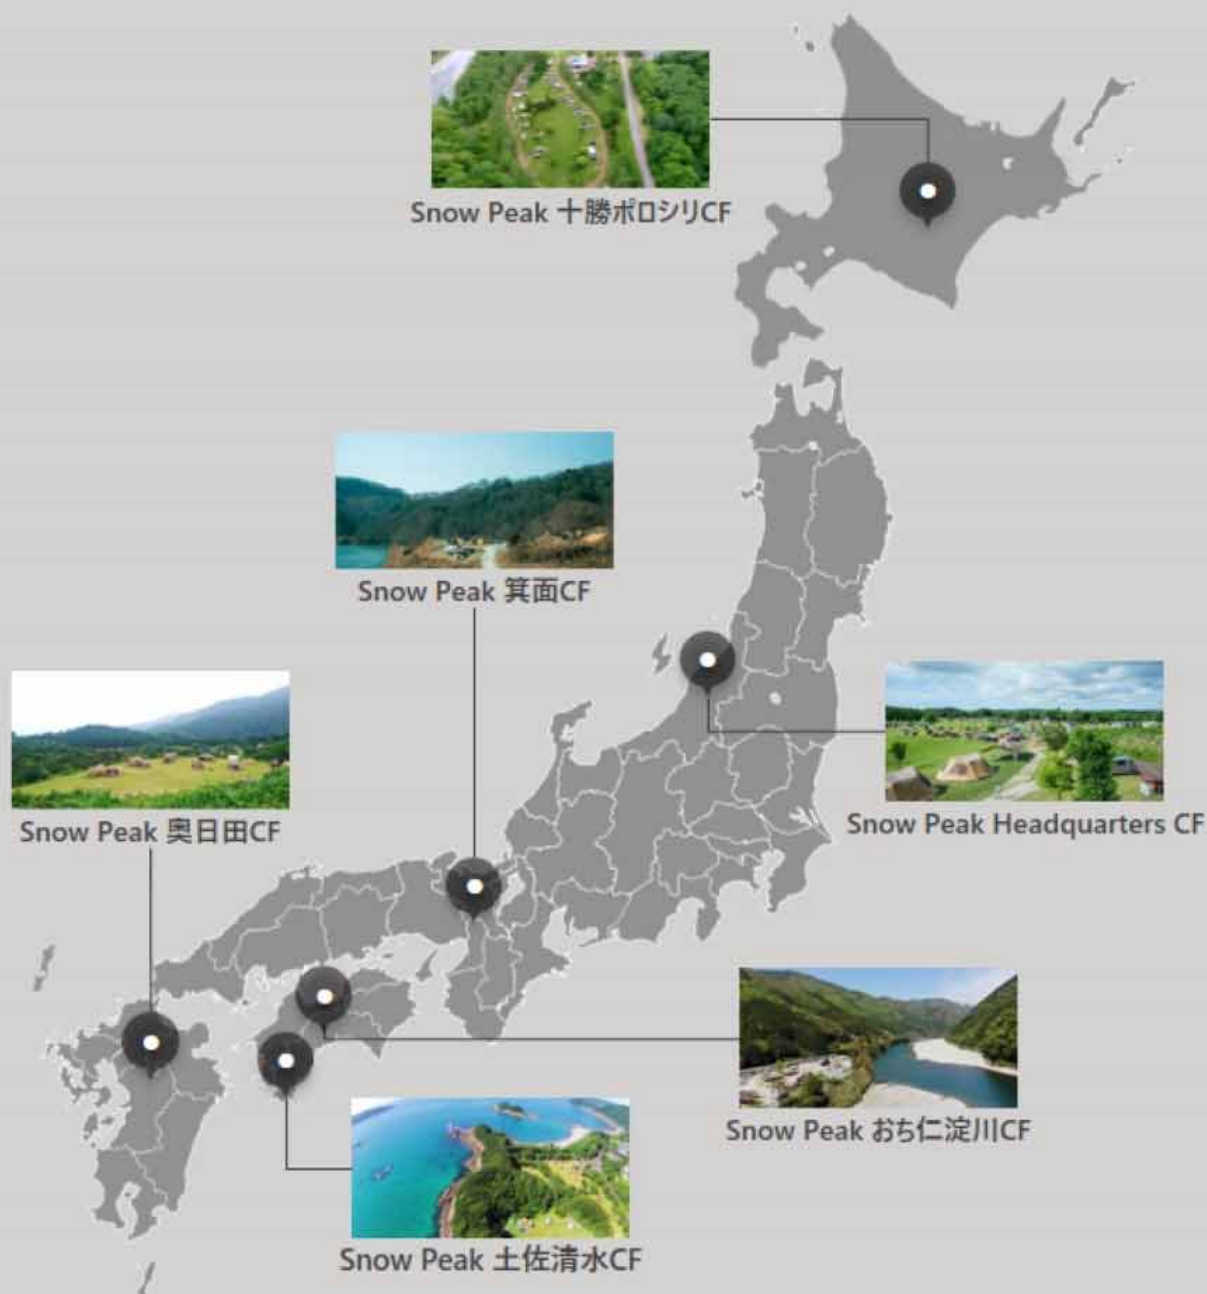 Snow Peak 十勝ポロシリCF
Snow Peak 箕面CF
Snow Peak Headquarters CF
Snow Peak 奥日田CF
Snow Peak おち仁淀川CF
Snow Peak 土佐清水CF